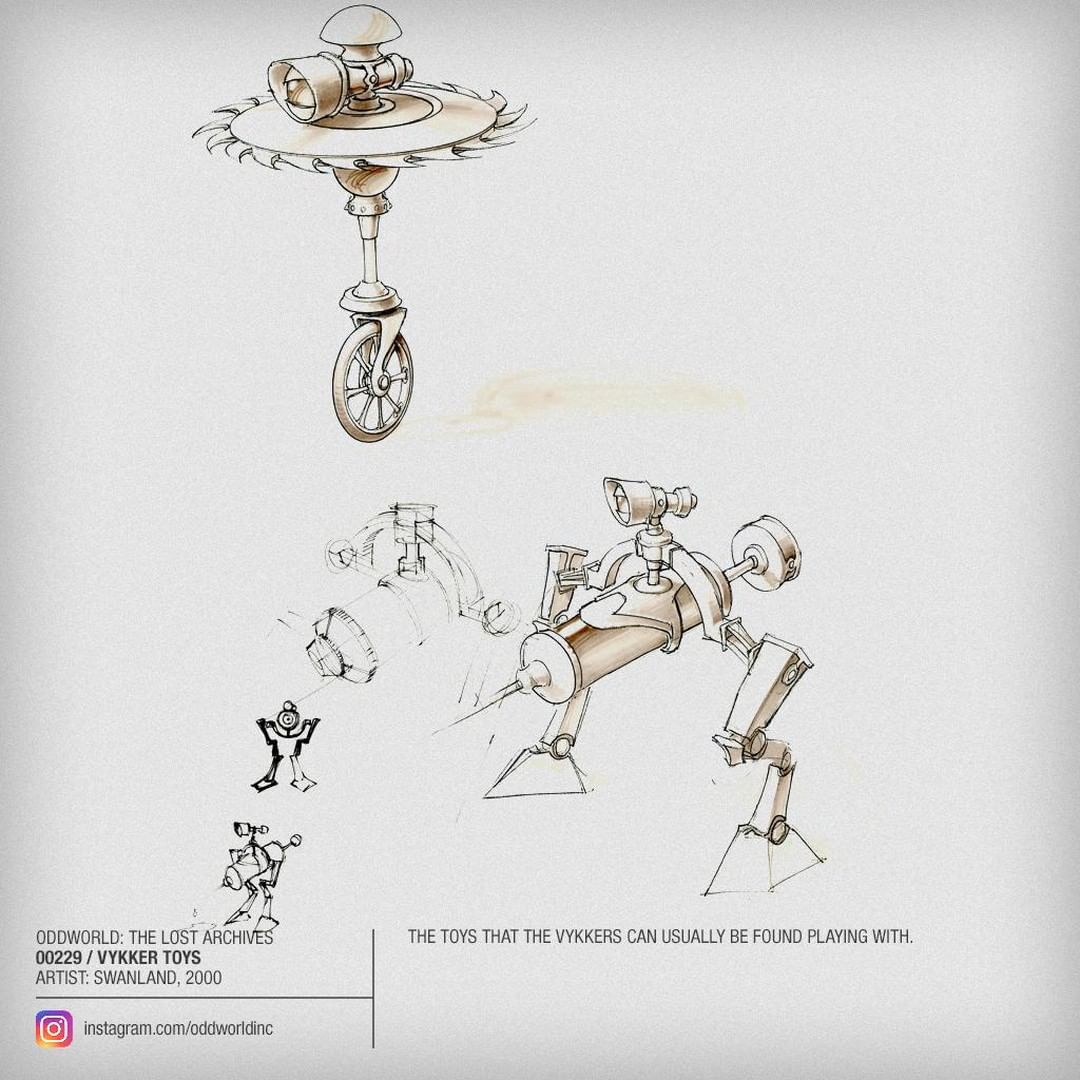 ODDWORLD: THE LOST ARCHIVES
00229 / VYKKER TOYS
ARTIST: SWANLAND, 2000
instagram.com/oddworldinc
THE TOYS THAT THE VYKKERS CAN USUALLY BE FOUND PLAYING WITH.